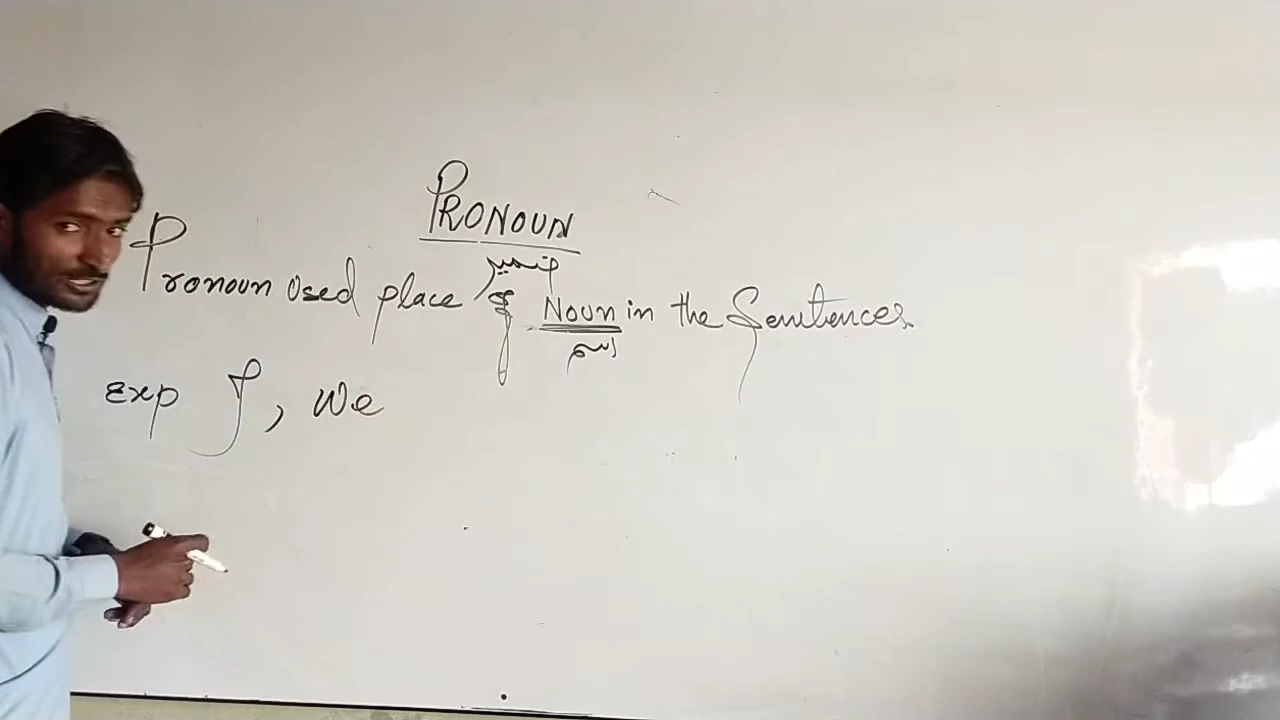 PRONOUN
ضمیر
Pronoun used place of Noun in the Sentences.
اسم
Exp I, We